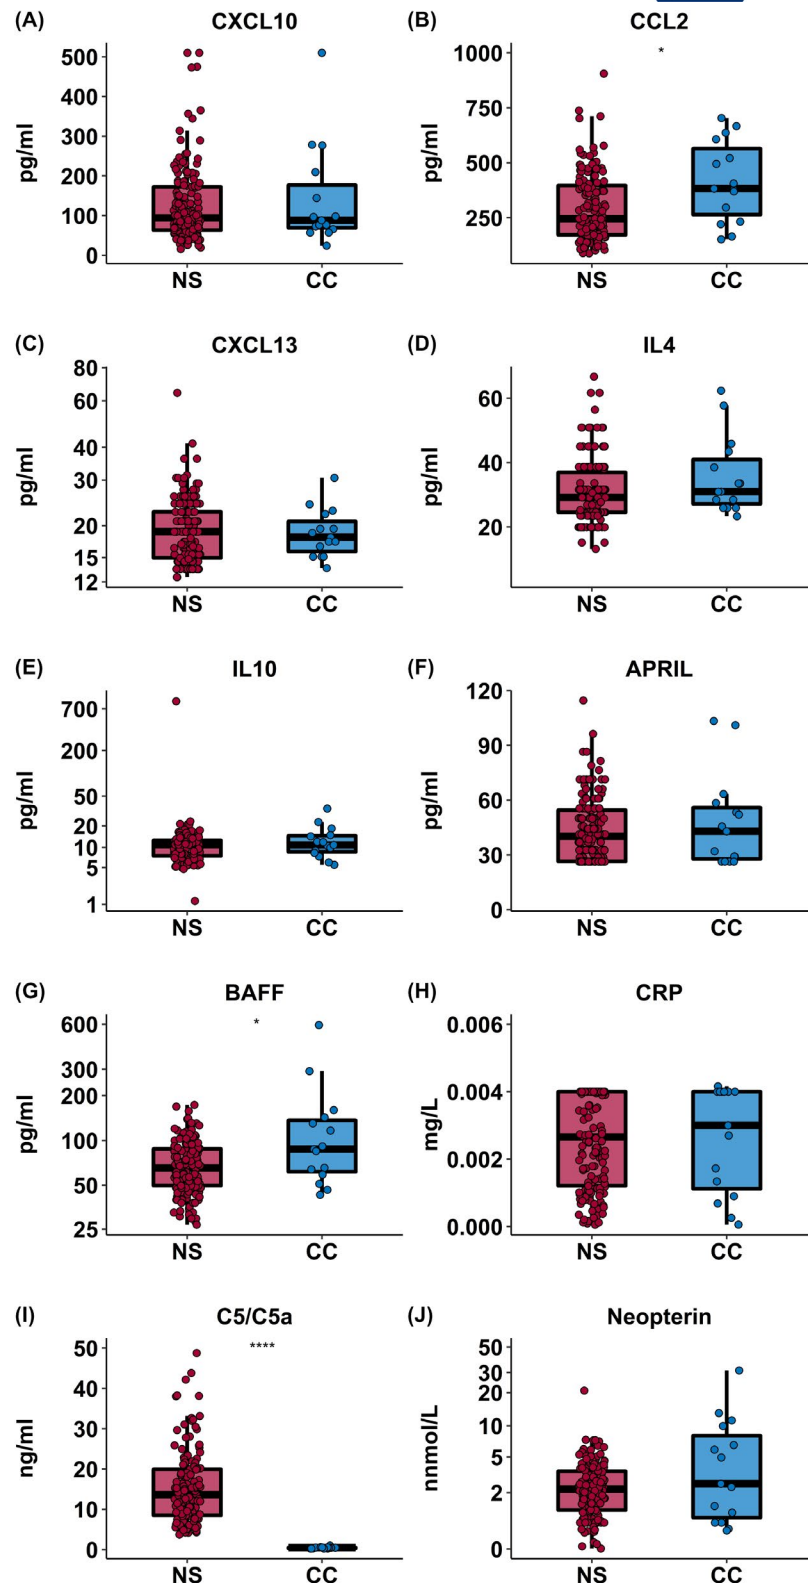 (A) CXCL10
500
400
300
200
100
0
pg/ml
NS CC
(B) CCL2
*
1000
750
500
250
pg/ml
NS CC
(C) CXCL13
80
60
40
30
20
15
12
pg/ml
NS CC
(D) IL4
60
40
20
pg/ml
NS CC
(E) IL10
700
200
50
20
10
5
1
pg/ml
NS CC
(F) APRIL
120
90
60
30
0
pg/ml
NS CC
(G) BAFF
*
600
300
200
100
50
25
pg/ml
NS CC
(H) CRP
0.006
0.004
0.002
0.000
mg/L
NS CC
(I) C5/C5a
****
50
40
30
20
10
0
ng/ml
NS CC
(J) Neopterin
50
30
20
10
5
2
0
nnmol/L
NS CC